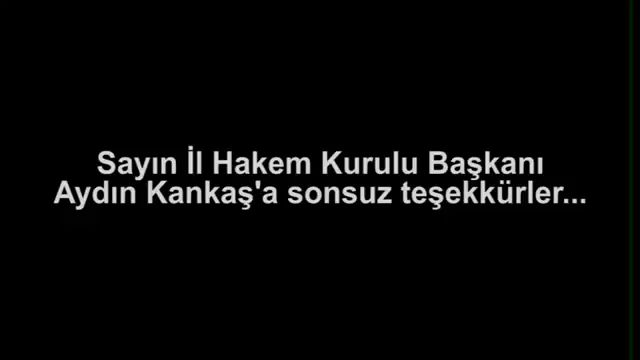 Sayın İl Hakem Kurulu Başkanı
Aydın Kankaş'a sonsuz teşekkürler...